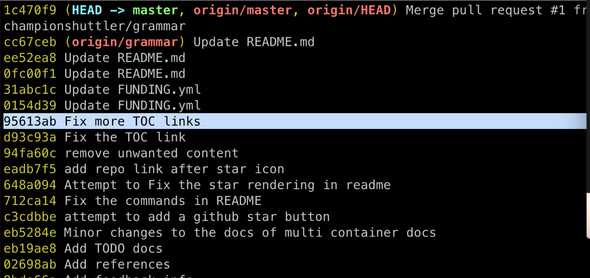 1c470f9 (HEAD -> master, origin/master, origin/HEAD) Merge pull request #1 fr
championshuttler/grammar
cc67ceb (origin/grammar) Update README.md
ee52ea8 Update README.md
0fc00f1 Update README.md
31abc1c Update FUNDING.yml
0154d39 Update FUNDING.yml
95613ab Fix more TOC links
d93c93a Fix the TOC link
94fa60c remove unwanted content
eadb7f5 add repo link after star icon
648a094 Attempt to Fix the star rendering in readme
712ca14 Fix the commands in README
c3cdbbe attempt to add a github star button
eb5284e Minor changes to the docs of multi container docs
eb19ae8 Add TODO docs
02698ab Add references